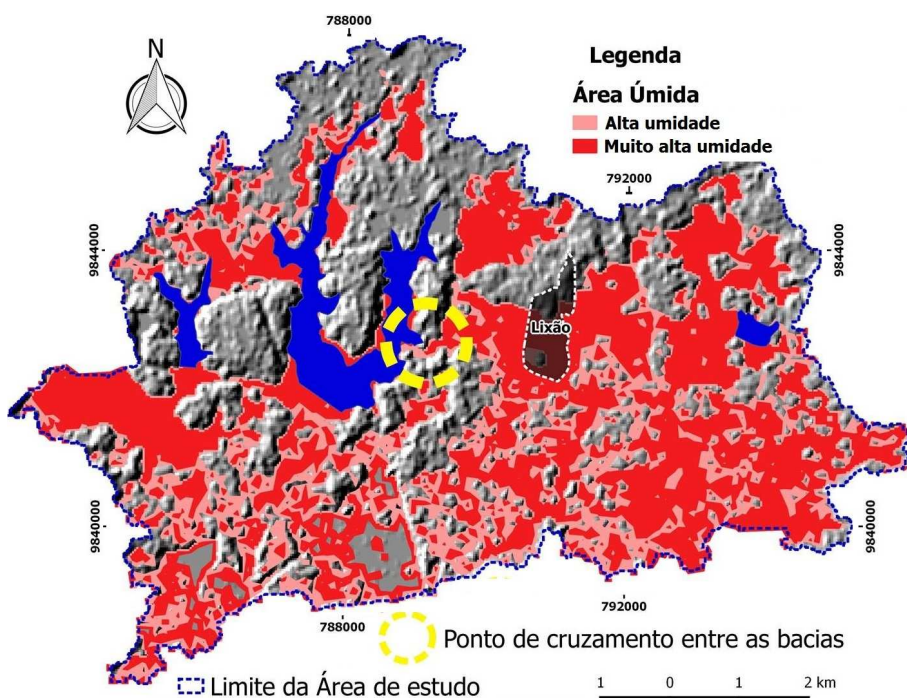 788000
N
Legenda
Área Úmida
Alta umidade
Muito alta umidade
792000
9844000
9844000
Lixão
9840000
9840000
788000
792000
Ponto de cruzamento entre as bacias
Limite da Área de estudo
1 0 1 2 km